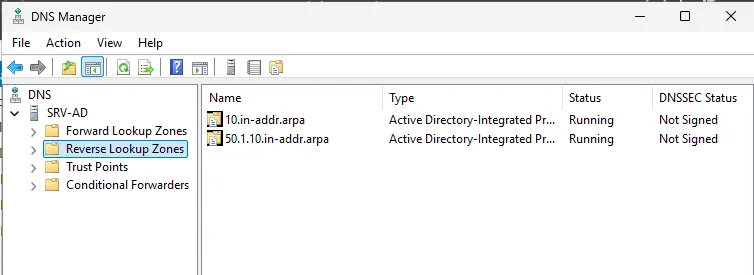 DNS Manager
File Action View Help
DNS
SRV-AD
Forward Lookup Zones
Reverse Lookup Zones
Trust Points
Conditional Forwarders
Name Type Status DNSSEC Status
10.in-addr.arpa Active Directory-Integrated Pr... Running Not Signed
50.1.10.in-addr.arpa Active Directory-Integrated Pr... Running Not Signed